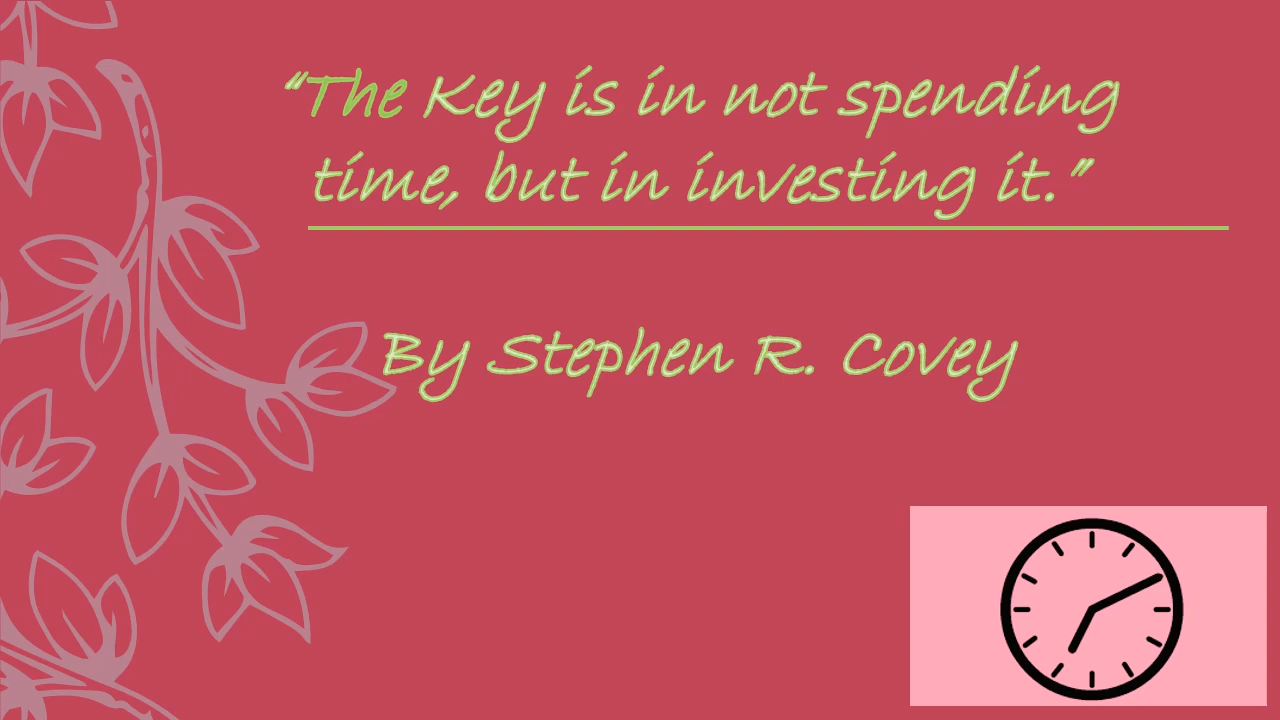 “The Key is in not spending
time, but in investing it.”
By Stephen R. Covey